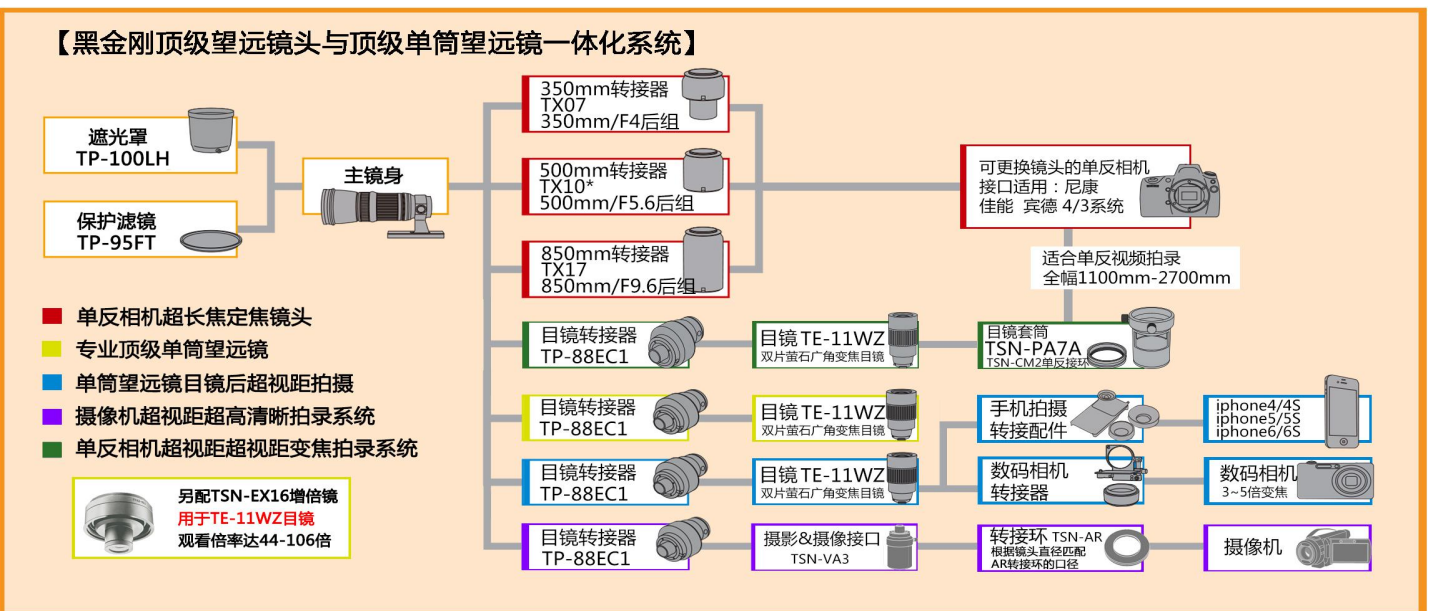 【黑金刚顶级望远镜头与顶级单筒望远镜一体化系统】
遮光罩
TP-100LH
保护滤镜
TP-95FT
主镜身
350mm转接器
TX07
350mm/F4后组
500mm转接器
TX10*
500mm/F5.6后组
850mm转接器
TX17
850mm/F9.6后组
可更换镜头的单反相机
接口适用：尼康
佳能 宾德 4/3系统
适合单反视频拍录
全幅1100mm-2700mm
单反相机超长焦定焦镜头
专业顶级单筒望远镜
单筒望远镜目镜后超视距拍摄
摄像机超视距超高清晰拍录系统
单反相机超视距超视距变焦拍录系统
另配TSN-EX16增倍镜
用于TE-11WZ目镜
观看倍率达44-106倍
目镜转接器
TP-88EC1
目镜 TE-11WZ
双片萤石广角变焦目镜
目镜套筒
TSN-PA7A
TSN-CM2单反接环
目镜转接器
TP-88EC1
目镜 TE-11WZ
双片萤石广角变焦目镜
手机拍摄
转接配件
iphone4/4S
iphone5/5S
iphone6/6S
目镜转接器
TP-88EC1
目镜 TE-11WZ
双片萤石广角变焦目镜
数码相机
转接器
数码相机
3~5倍变焦
目镜转接器
TP-88EC1
摄影&摄像接口
TSN-VA3
转接环 TSN-AR
根据镜头直径匹配
AR转接环的口径
摄像机